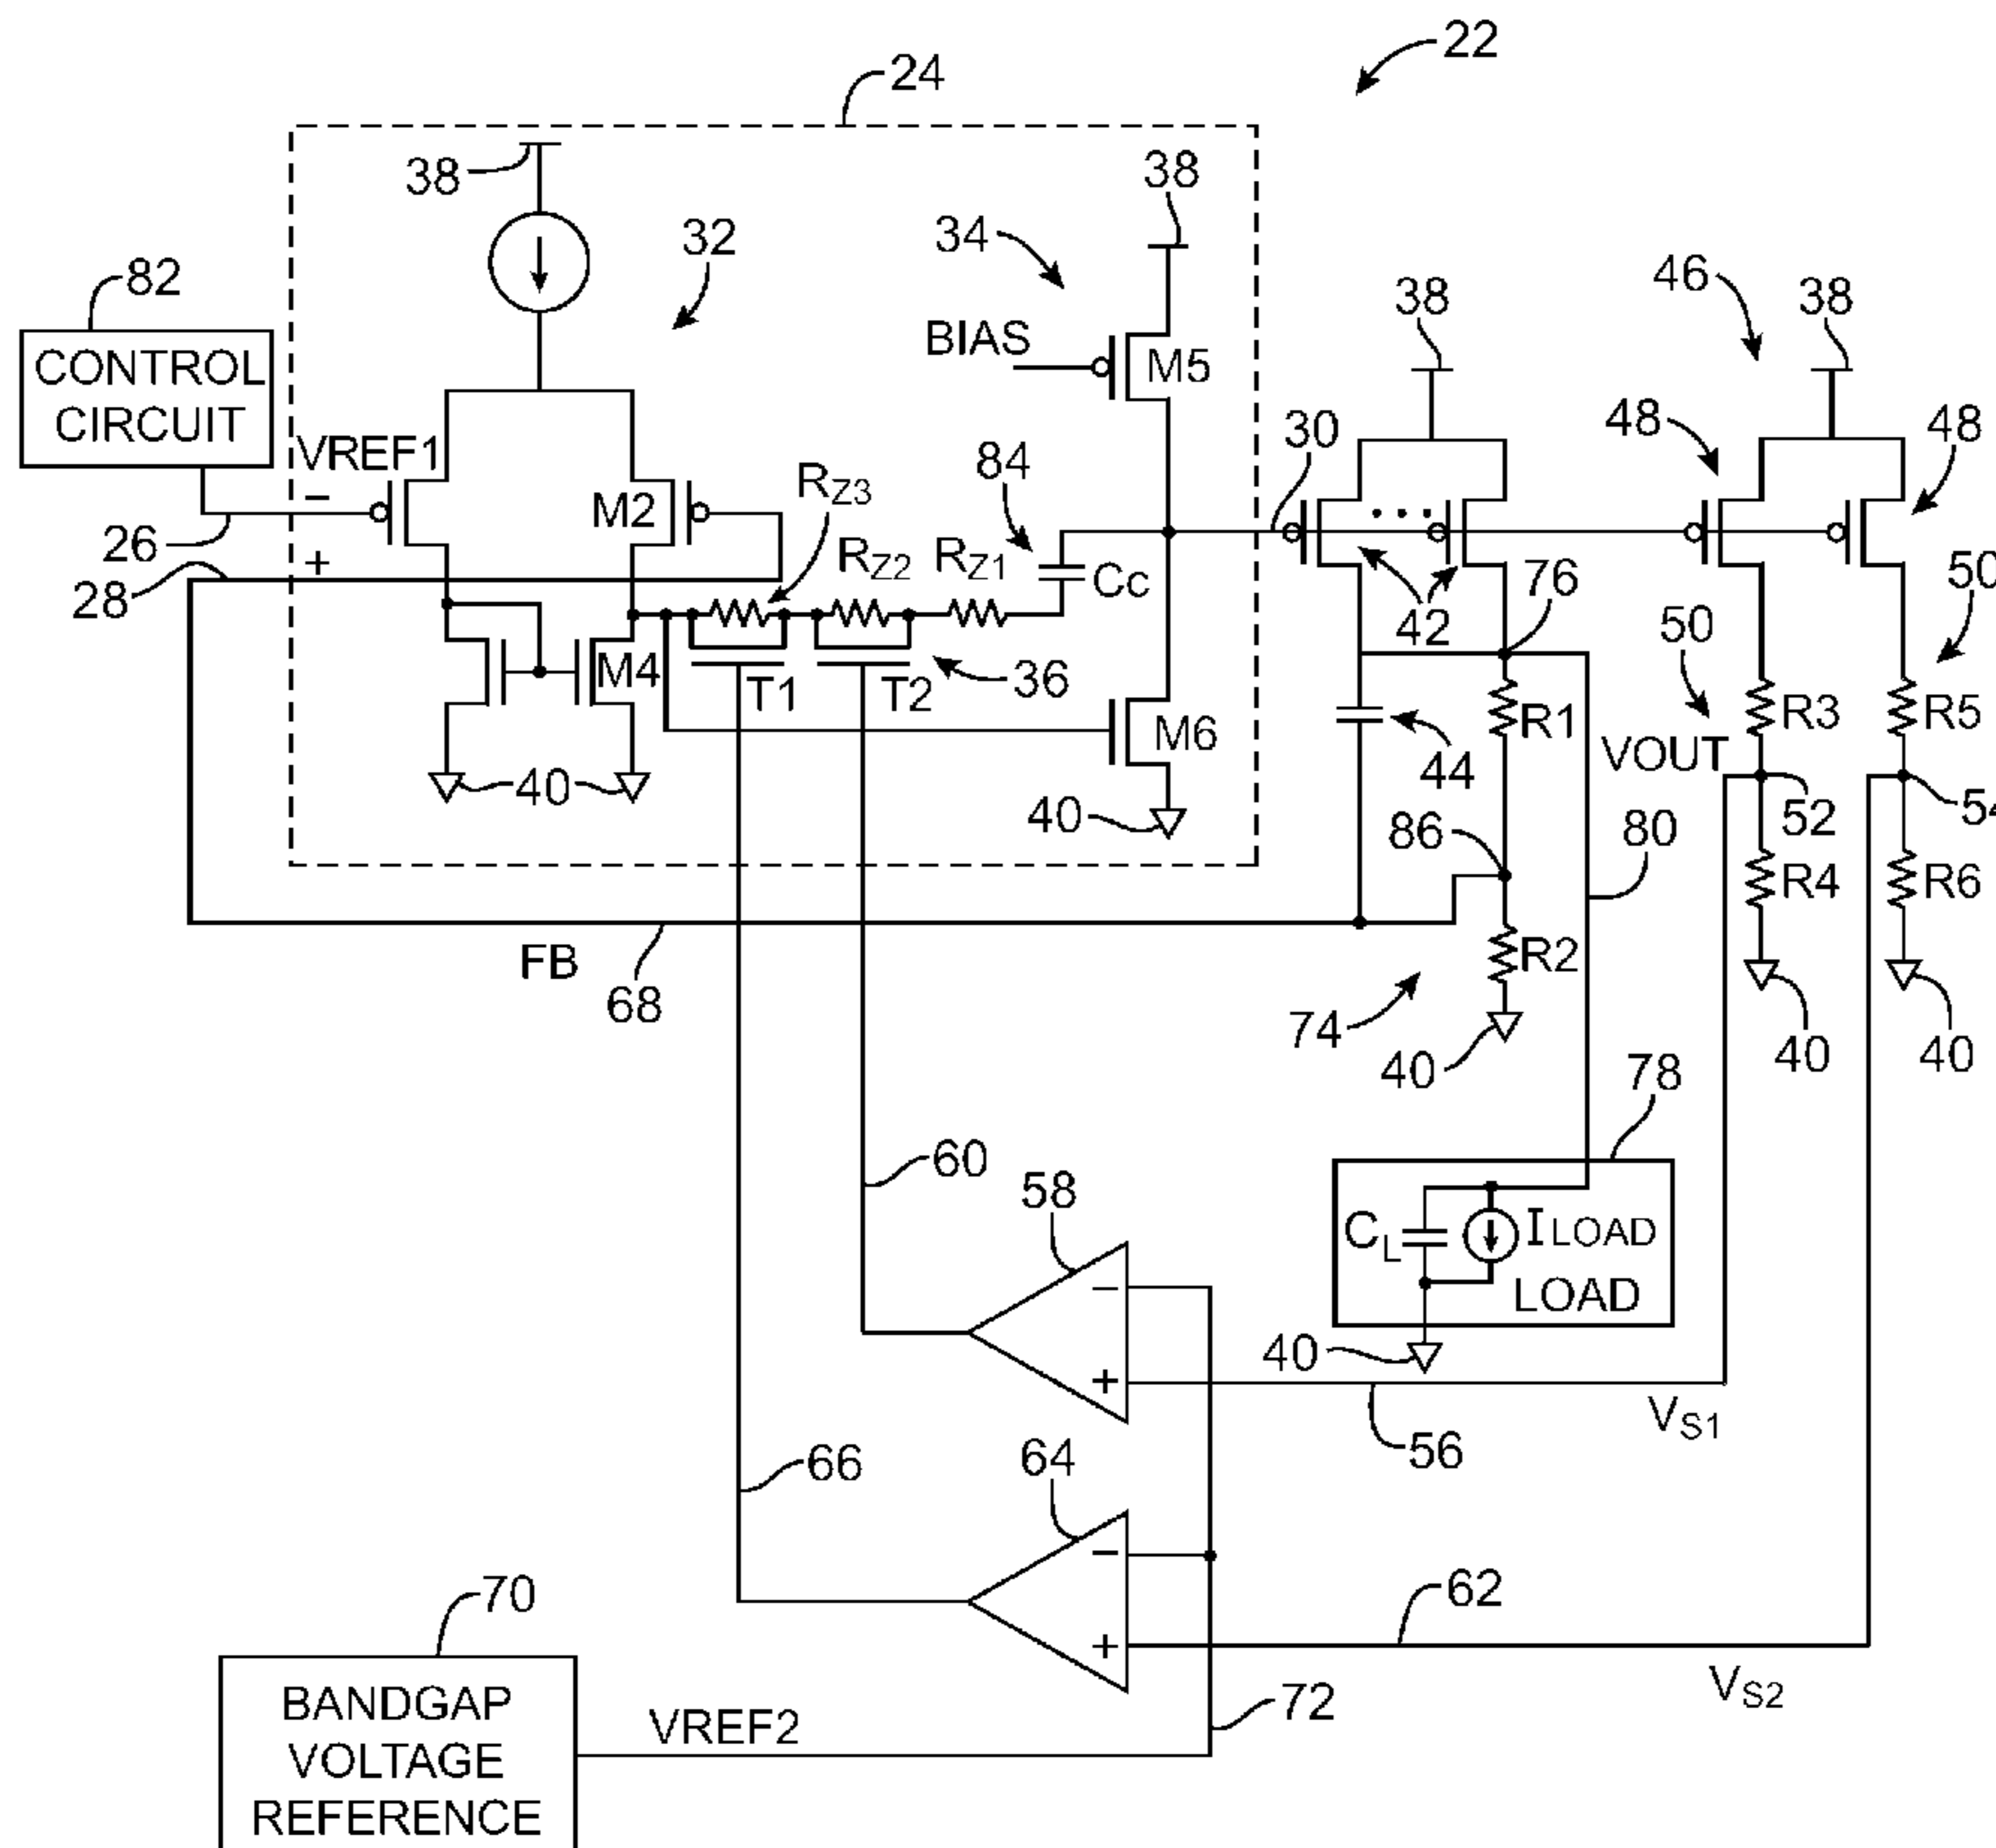 22
24
38
38
32
34
82
CONTROL
CIRCUIT
VREF1
−
26
+
28
M2
RZ3
RZ2
RZ1
84
Cc
BIAS
M5
30
38
46
38
48
48
42
76
50
50
M4
T1
T2
36
M6
44
R1
R3
R5
VOUT
52
54
40
40
86
80
R4
R6
R2
FB
68
74
40
40
40
78
60
58
−
+
CL
ILOAD
LOAD
40
VS1
56
66
64
−
+
62
VS2
70
BANDGAP
VOLTAGE
REFERENCE
VREF2
72